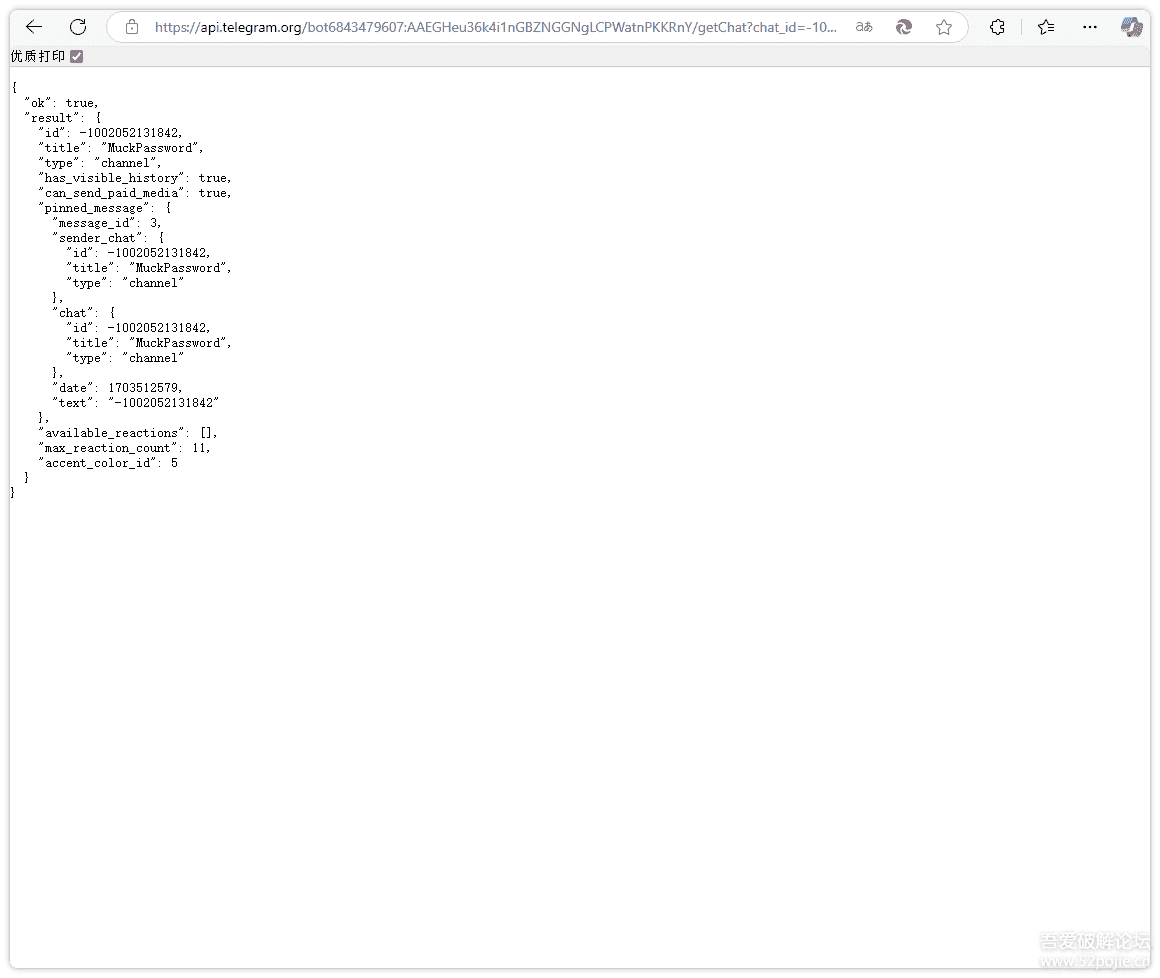 https://api.telegram.org/bot6843479607:AAEGHeu36k4i1nGBZNGGNgLCPWatnPKKRnY/getChat?chat_id=-10...
aあ
优质打印
{
"ok": true,
"result": {
"id": -1002052131842,
"title": "MuckPassword",
"type": "channel",
"has_visible_history": true,
"can_send_paid_media": true,
"pinned_message": {
"message_id": 3,
"sender_chat": {
"id": -1002052131842,
"title": "MuckPassword",
"type": "channel"
},
"chat": {
"id": -1002052131842,
"title": "MuckPassword",
"type": "channel"
},
"date": 1703512579,
"text": "-1002052131842"
},
"available_reactions": [],
"max_reaction_count": 11,
"accent_color_id": 5
}
}
吾爱破解论坛
www.52pojie.cn